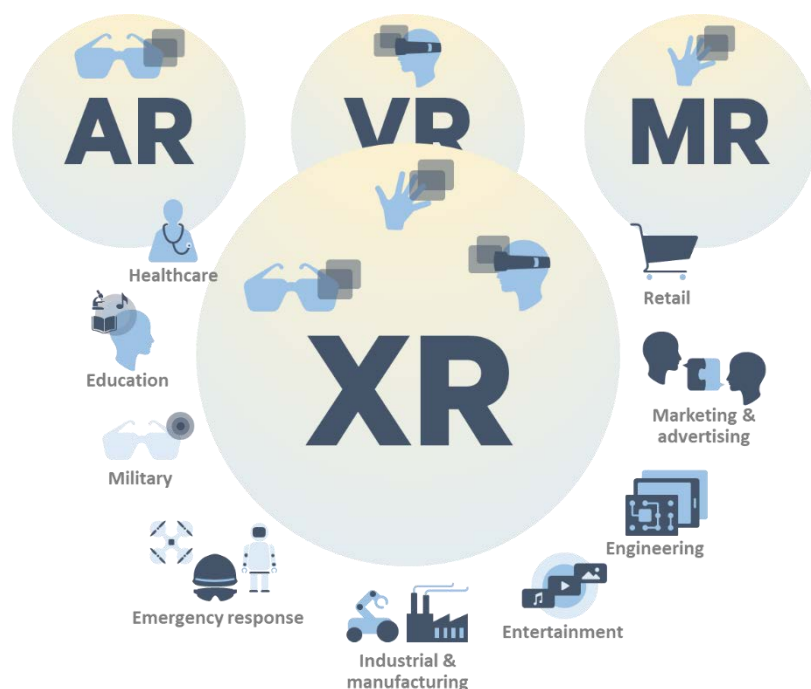 AR
VR
MR
XR
Healthcare
Education
Military
Emergency response
Industrial &
manufacturing
Entertainment
Engineering
Marketing &
advertising
Retail